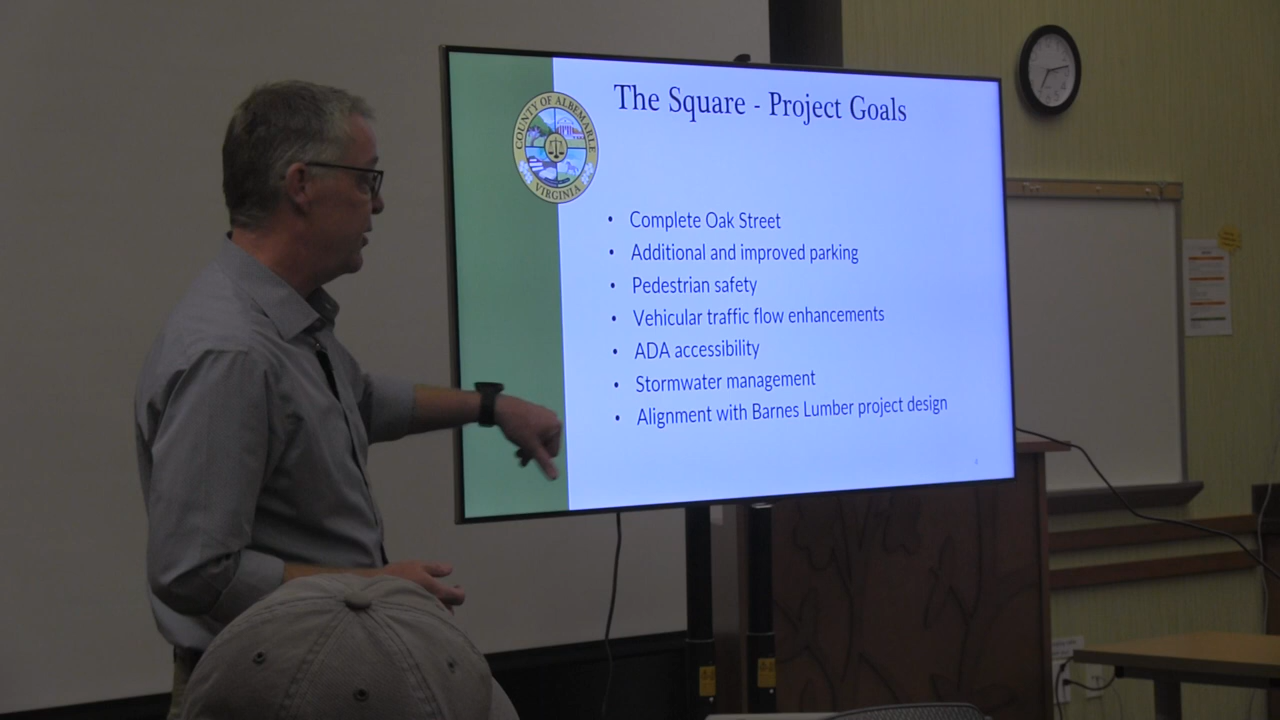 The Square - Project Goals
COUNTY OF ALBEMARLE
VIRGINIA
• Complete Oak Street
• Additional and improved parking
• Pedestrian safety
• Vehicular traffic flow enhancements
• ADA accessibility
• Stormwater management
• Alignment with Barnes Lumber project design